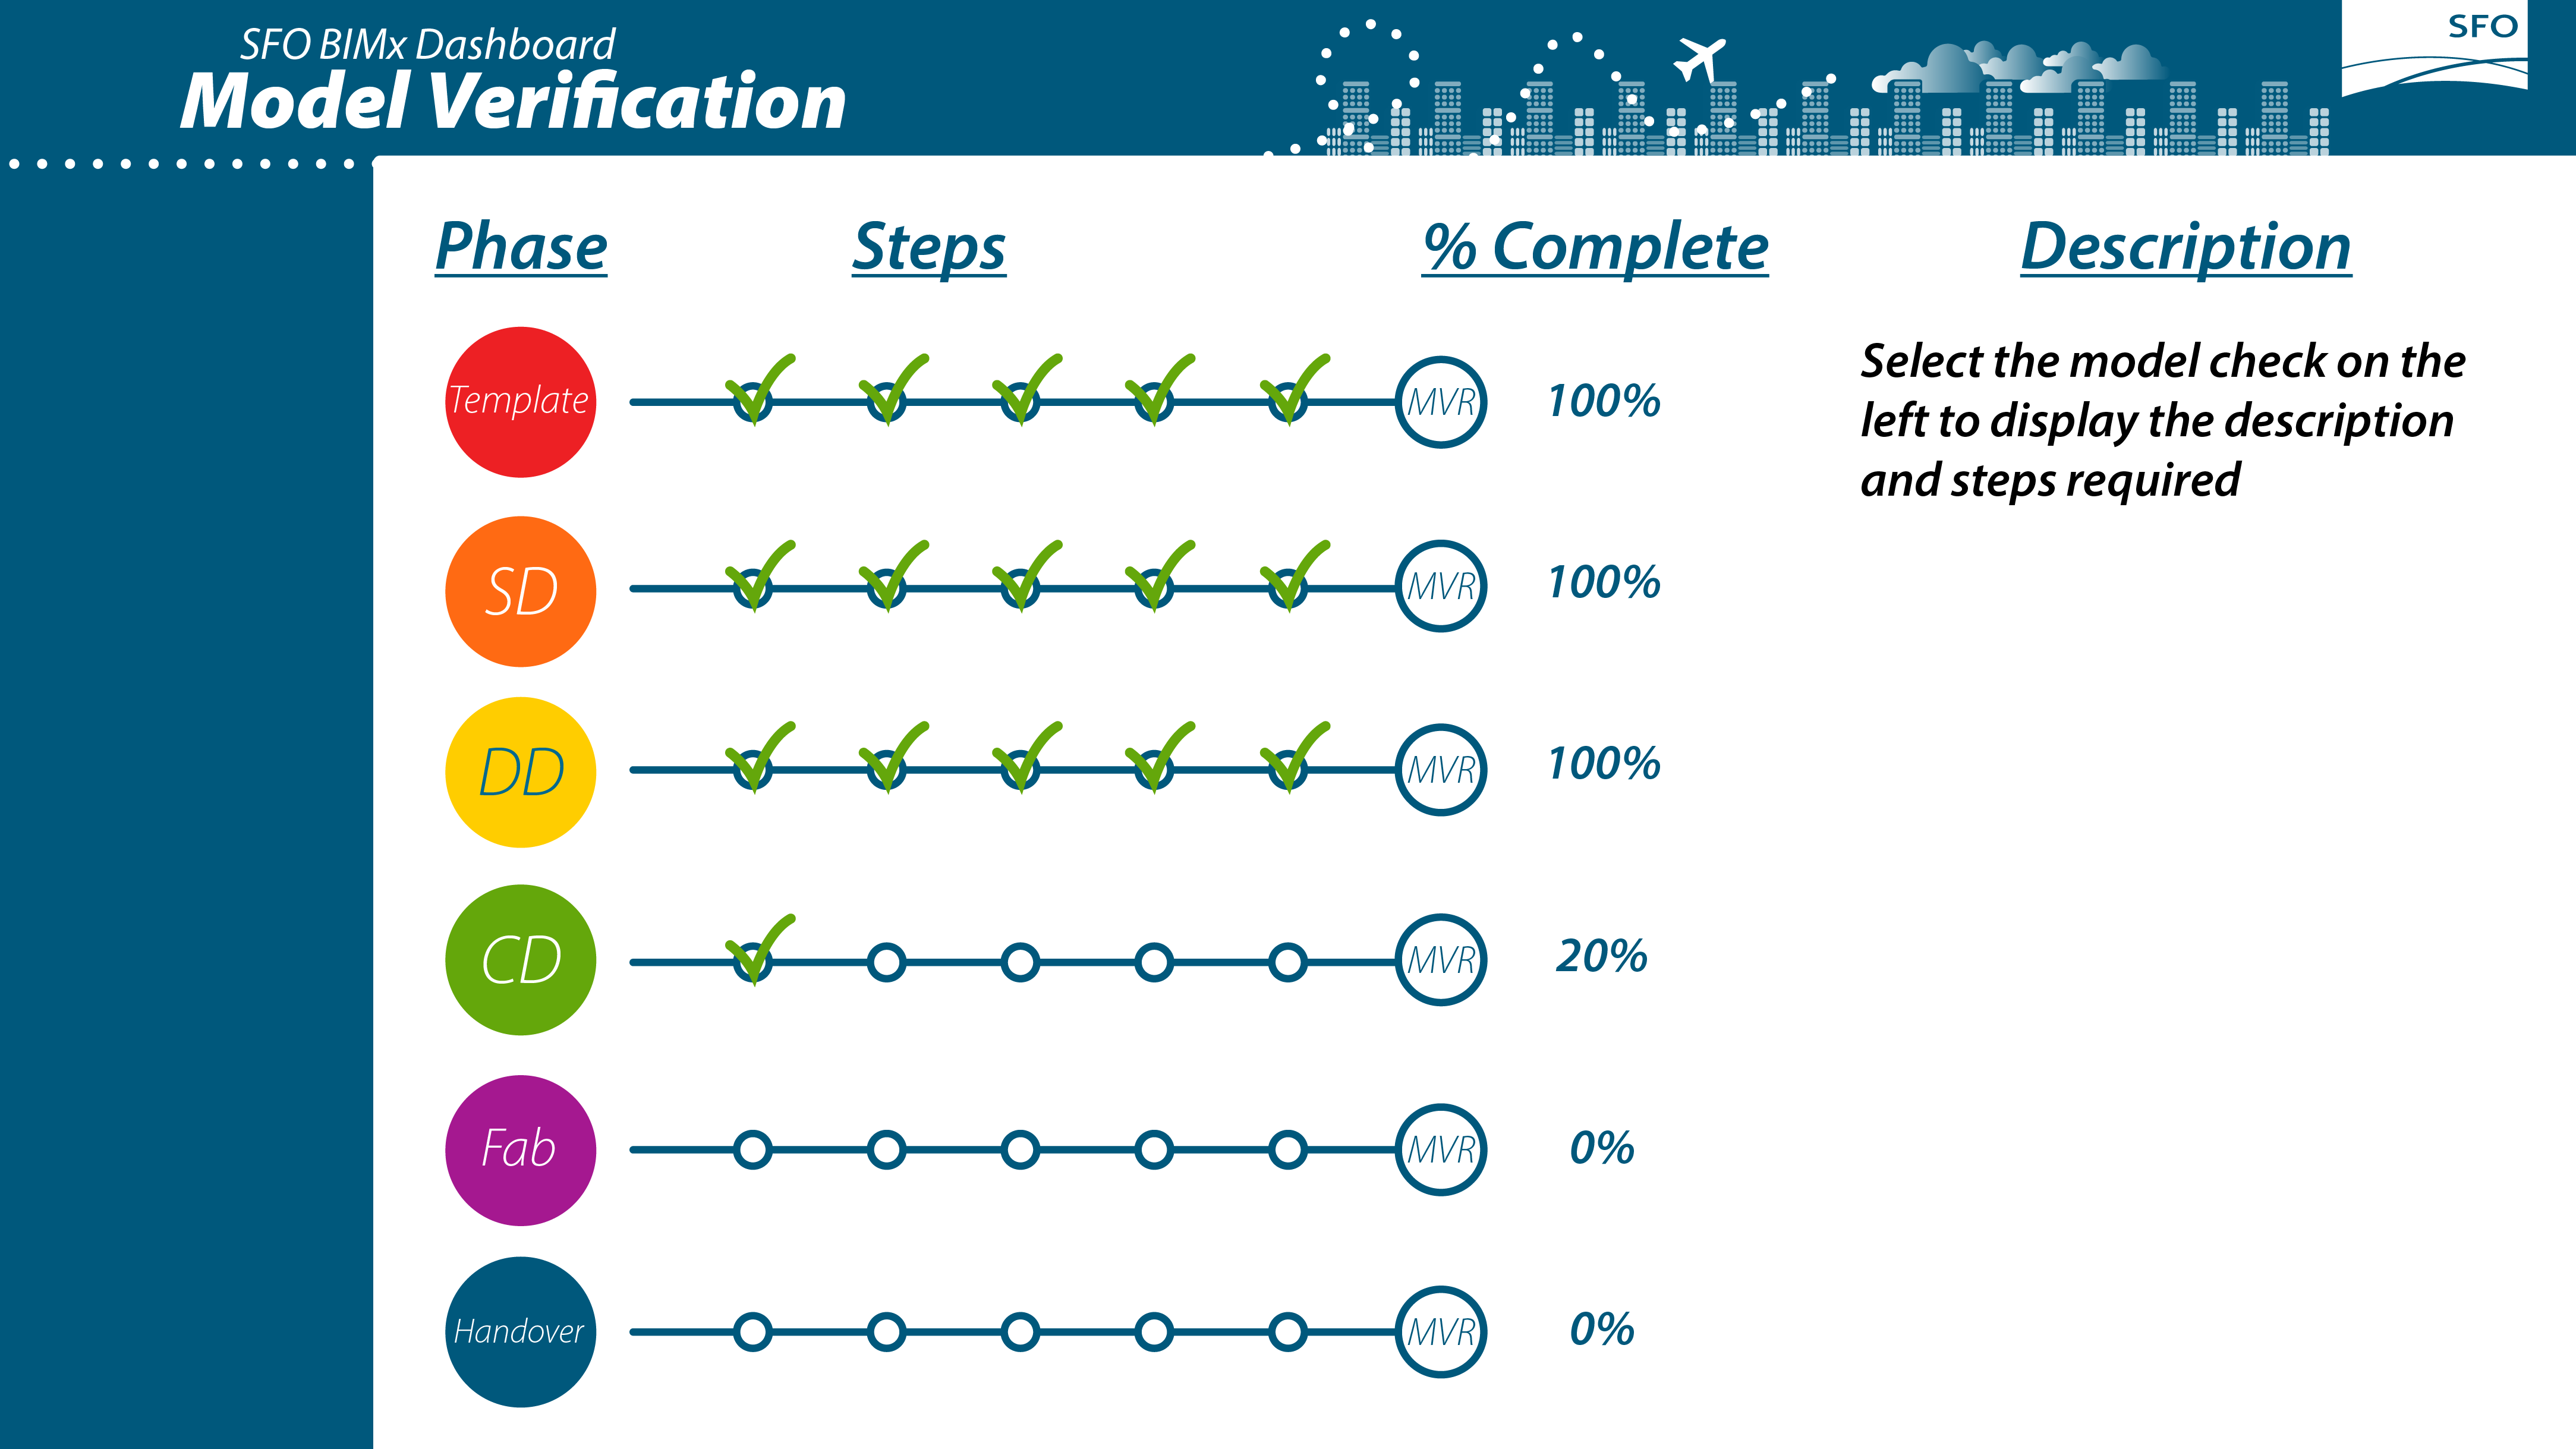 SFO BIMx Dashboard
Model Verification
SFO
Phase
Steps
% Complete
Description
Template
MVR
100%
Select the model check on the
left to display the description
and steps required
SD
MVR
100%
DD
MVR
100%
CD
MVR
20%
Fab
MVR
0%
Handover
MVR
0%